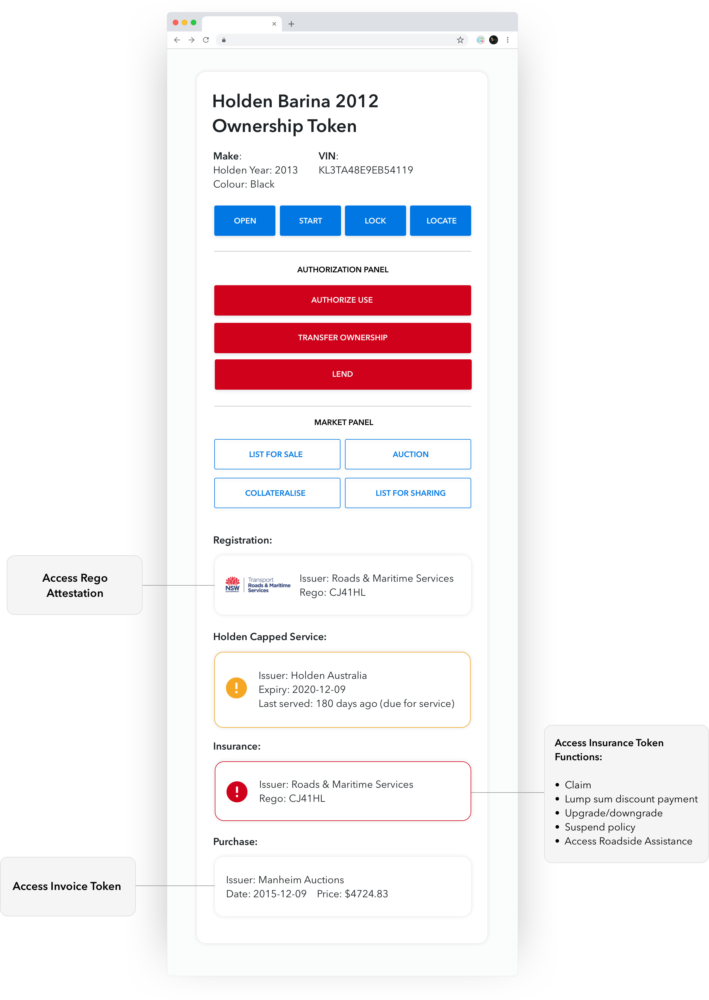 Holden Barina 2012
Ownership Token
Make:
Holden Year: 2013
Colour: Black
VIN:
KL3TA48E9EB54119
OPEN
START
LOCK
LOCATE
AUTHORIZATION PANEL
AUTHORIZE USE
TRANSFER OWNERSHIP
LEND
MARKET PANEL
LIST FOR SALE
AUCTION
COLLATERALISE
LIST FOR SHARING
Registration:
Access Rego
Attestation
NSW
GOVERNMENT
Transport
Roads & Maritime
Services
Issuer: Roads & Maritime Services
Rego: CJ41HL
Holden Capped Service:
Issuer: Holden Australia
Expiry: 2020-12-09
Last served: 180 days ago (due for service)
Insurance:
Issuer: Roads & Maritime Services
Rego: CJ41HL
Access Insurance Token
Functions:
• Claim
• Lump sum discount payment
• Upgrade/downgrade
• Suspend policy
• Access Roadside Assistance
Purchase:
Access Invoice Token
Issuer: Manheim Auctions
Date: 2015-12-09 Price: $4724.83